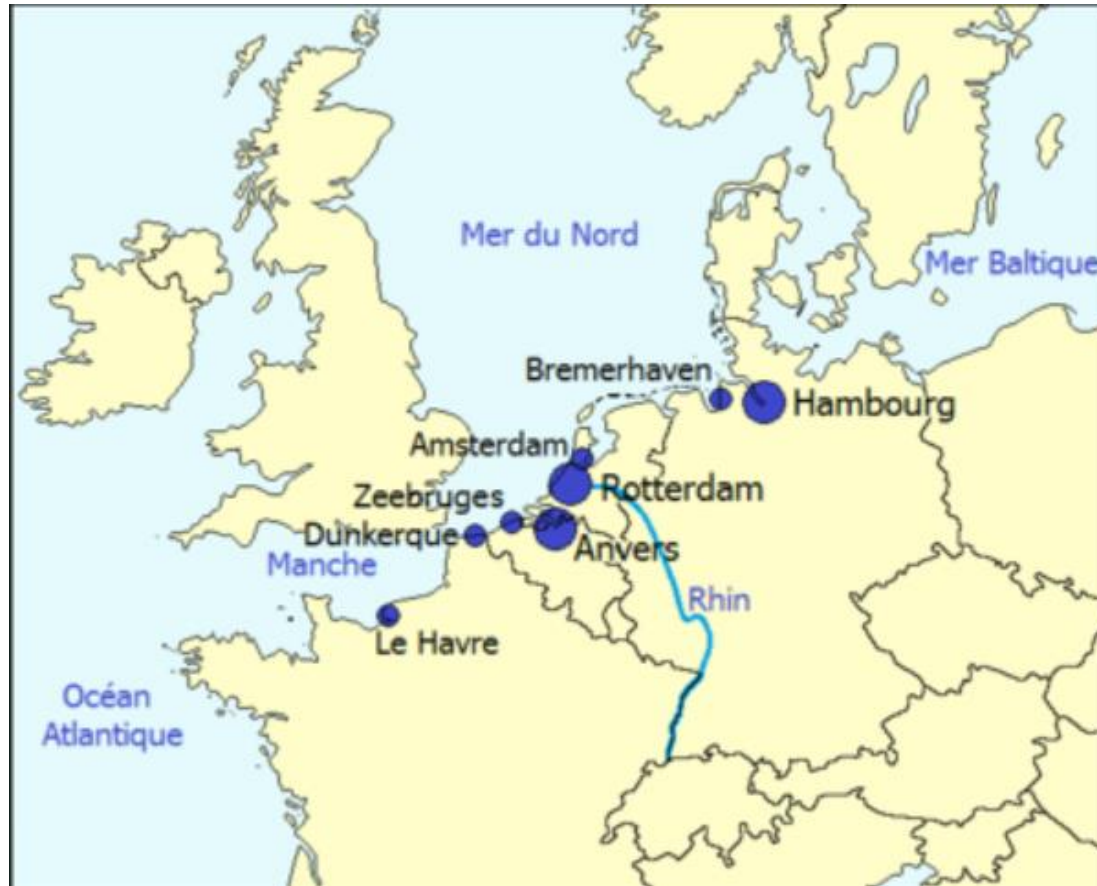 Mer du Nord
Mer Baltique
Bremerhaven
Hambourg
Amsterdam
Rotterdam
Zeebruges
Dunkerque
Anvers
Manche
Rhin
Le Havre
Océan
Atlantique